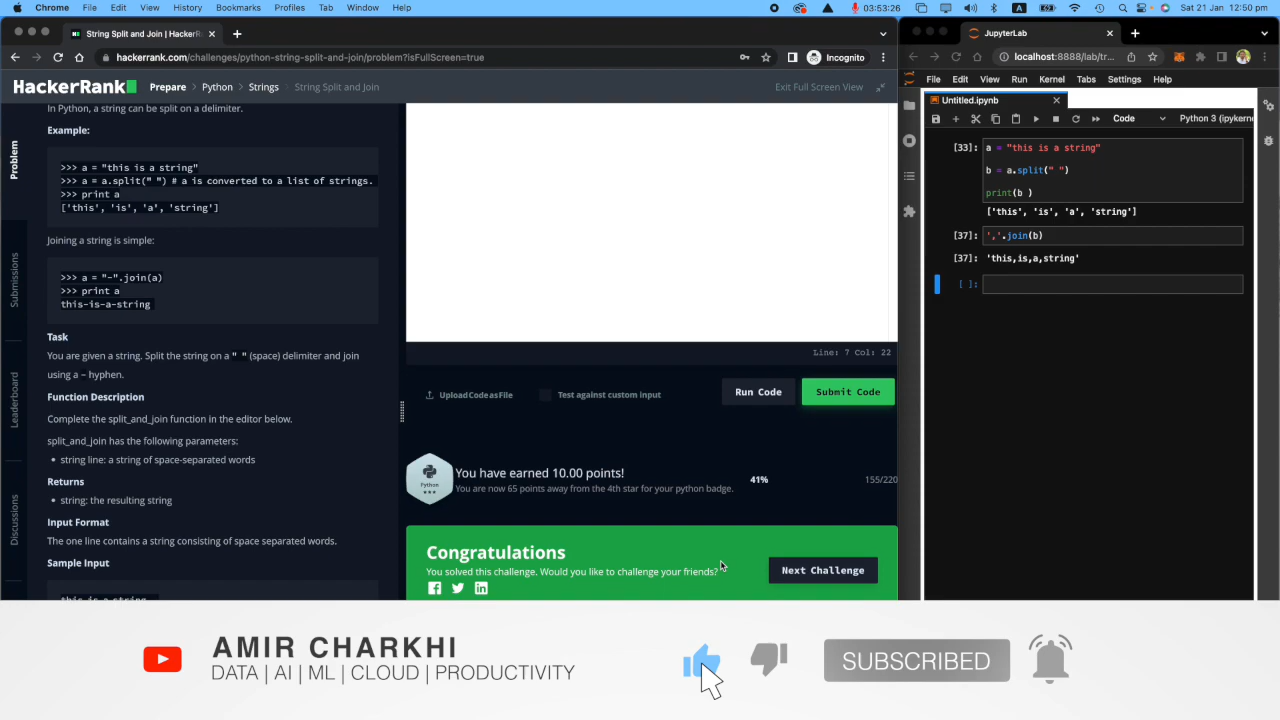 Chrome File Edit View History Bookmarks Profiles Tab Window Help
03:53:26
A
Sat 21 Jan 12:50 pm
String Split and Join | HackerR
hackerrank.com/challenges/python-string-split-and-join/problem?isFullScreen=true
Incognito
HackerRank
Prepare > Python > Strings > String Split and Join
Exit Full Screen View
Problem
Submissions
Leaderboard
Discussions
In Python, a string can be split on a delimiter.
Example:
>>> a = "this is a string"
>>> a = a.split(" ") # a is converted to a list of strings.
>>> print a
['this', 'is', 'a', 'string']
Joining a string is simple:
>>> a = "-".join(a)
>>> print a
this-is-a-string
Task
You are given a string. Split the string on a " " (space) delimiter and join
using a - hyphen.
Function Description
Complete the split_and_join function in the editor below.
split_and_join has the following parameters:
• string line: a string of space-separated words
Returns
• string: the resulting string
Input Format
The one line contains a string consisting of space separated words.
Sample Input
this is a string
Line: 7 Col: 22
Upload Code as File
Test against custom input
Run Code
Submit Code
Python
You have earned 10.00 points!
You are now 65 points away from the 4th star for your python badge.
41%
155/220
Congratulations
You solved this challenge. Would you like to challenge your friends?
Next Challenge
JupyterLab
localhost:8888/lab/tr...
File Edit View Run Kernel Tabs Settings Help
Untitled.ipynb
Code
Python 3 (ipykerne
[33]: a = "this is a string"
b = a.split(" ")
print(b )
['this', 'is', 'a', 'string']
[37]: ','.join(b)
[37]: 'this,is,a,string'
[ ]:
AMIR CHARKHI
DATA | AI | ML | CLOUD | PRODUCTIVITY
SUBSCRIBED